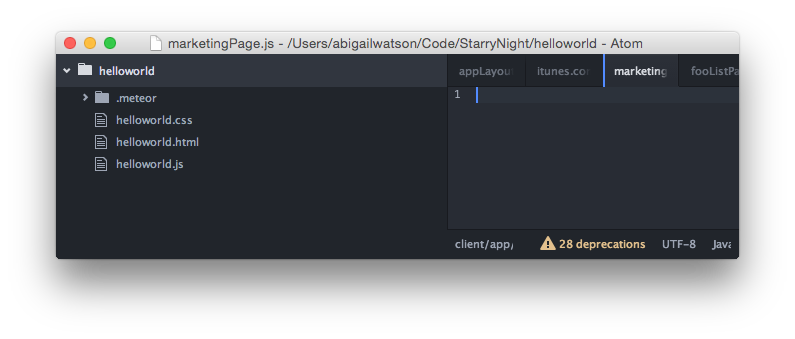 marketingPage.js - /Users/abigailwatson/Code/StarryNight/helloworld - Atom
helloworld
.meteor
helloworld.css
helloworld.html
helloworld.js
appLayout itunes.co marketing fooListPa
1
client/app/ 28 deprecations UTF-8 Java